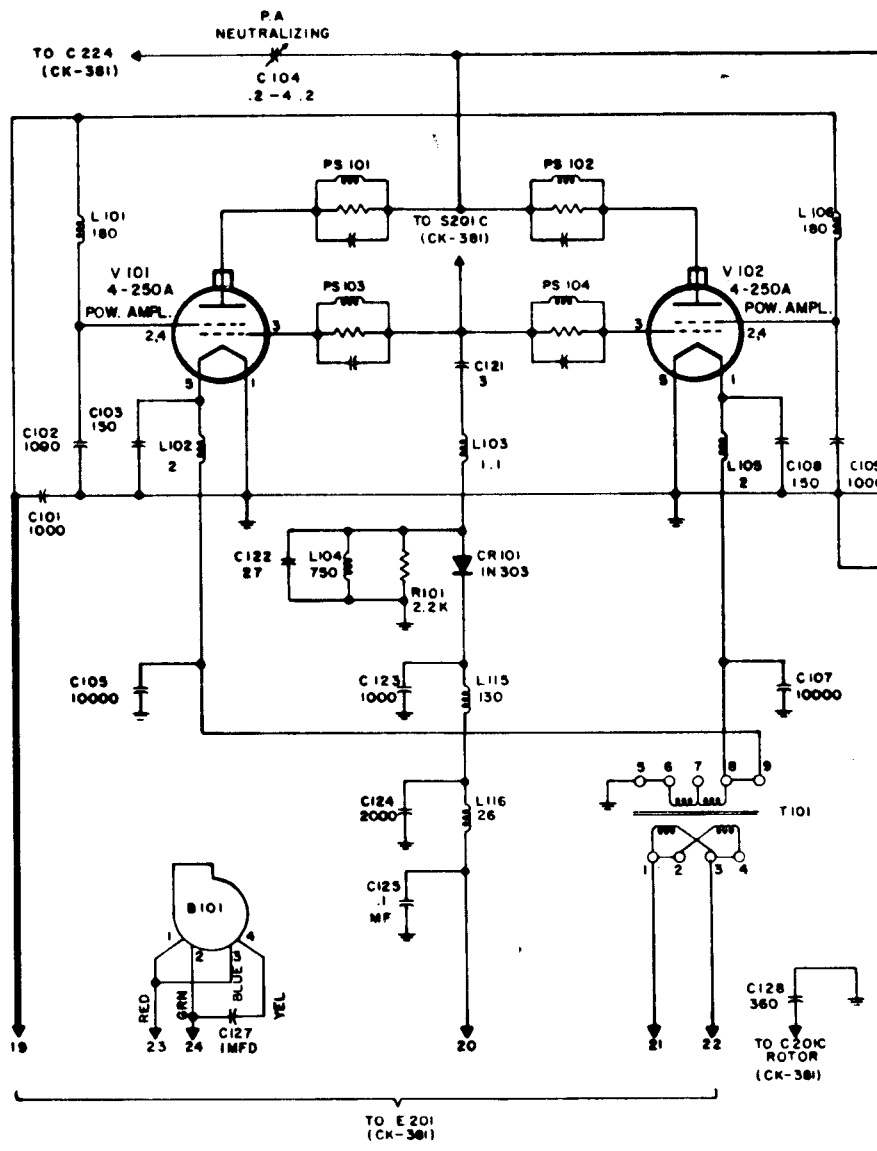 P.A
NEUTRALIZING
TO C 224
(CK-381)
C 104
.2-4.2
PS 101
PS 102
L 101
180
TO S201C
(CK-381)
L 106
180
V 101
4-250A
POW. AMPL.
2,4
3
5
1
PS103
PS 104
V 102
4-250A
POW. AMPL.
3
2,4
5
1
C121
3
C102
1000
C103
150
L102
2
L103
1.1
L105
2
C108
150
C109
1000
C101
1000
C122
27
L104
750
R101
2.2K
CR101
1N303
C105
10000
C 123
1000
L115
130
C107
10000
5
6
7
8
9
C124
2000
L116
26
T101
1
2
3
4
C125
.1
MF
B101
1
2
3
4
RED
GRN
BLUE
YEL
C127
1MFD
C128
360
19
23
24
20
21
22
TO C201C
ROTOR
(CK-381)
TO E201
(CK-381)